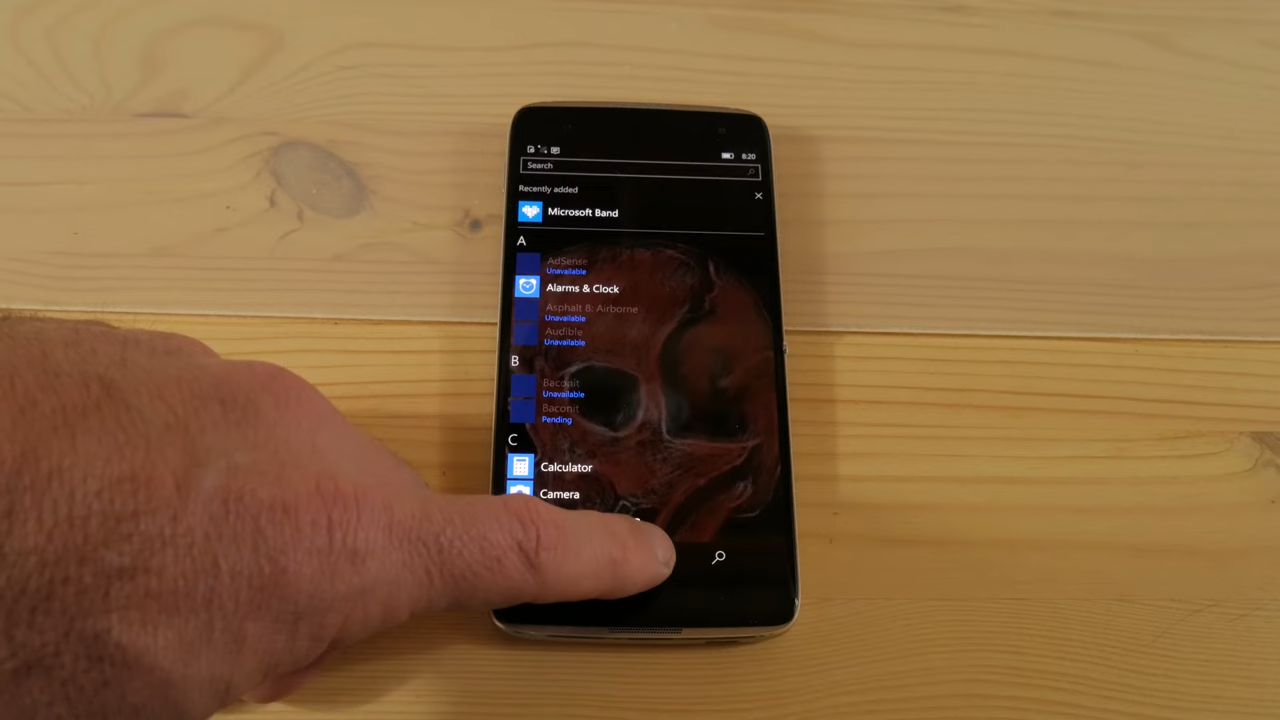 8:20
Search
Recently added
Microsoft Band
A
AdSense
Unavailable
Alarms & Clock
Asphalt 8: Airborne
Unavailable
Audible
Unavailable
B
Baconit
Unavailable
Baconit
Pending
C
Calculator
Camera